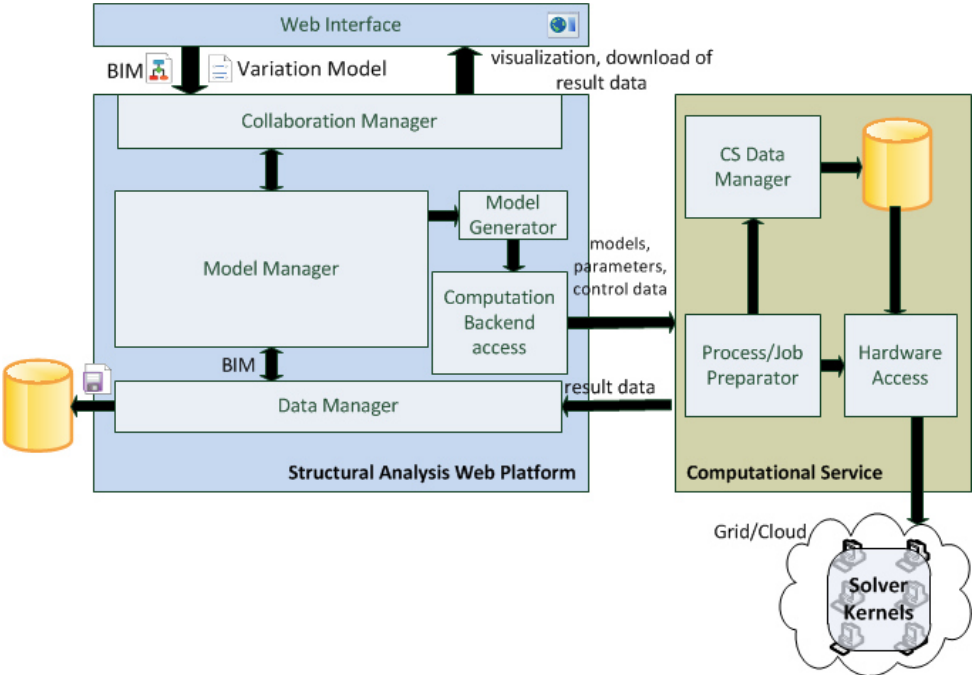 Web Interface
BIM
Variation Model
visualization, download of
result data
Collaboration Manager
Model Manager
Model
Generator
Computation
Backend
access
models,
parameters,
control data
BIM
Data Manager
result data
Structural Analysis Web Platform
CS Data
Manager
Process/Job
Preparator
Hardware
Access
Computational Service
Grid/Cloud
Solver
Kernels